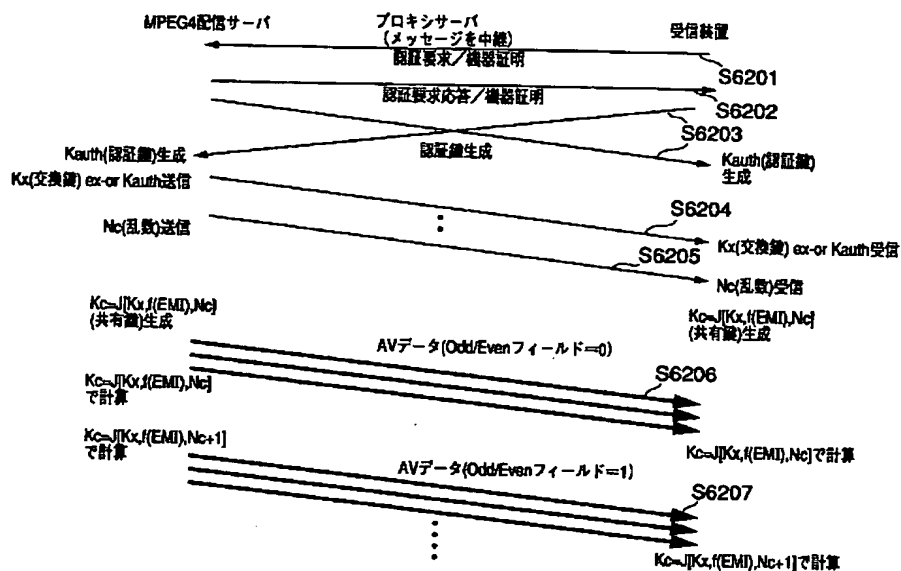 MPEG4配信サーバ
プロキシサーバ
(メッセージを中継)
受信装置
認証要求/機器証明
S6201
認証要求応答/機器証明
S6202
S6203
Kauth(認証鍵)生成
認証鍵生成
Kauth(認証鍵)
生成
Kx(交換鍵) ex-or Kauth送信
S6204
Nc(乱数)送信
Kx(交換鍵) ex-or Kauth受信
S6205
Nc(乱数)受信
Kc=J[Kx,f(EMI),Nc]
(共有鍵)生成
Kc=J[Kx,f(EMI),Nc]
(共有鍵)生成
AVデータ(Odd/Evenフィールド=0)
S6206
Kc=J[Kx,f(EMI),Nc]
で計算
Kc=J[Kx,f(EMI),Nc+1]
で計算
Kc=J[Kx,f(EMI),Nc]で計算
AVデータ(Odd/Evenフィールド=1)
S6207
Kc=J[Kx,f(EMI),Nc+1]で計算